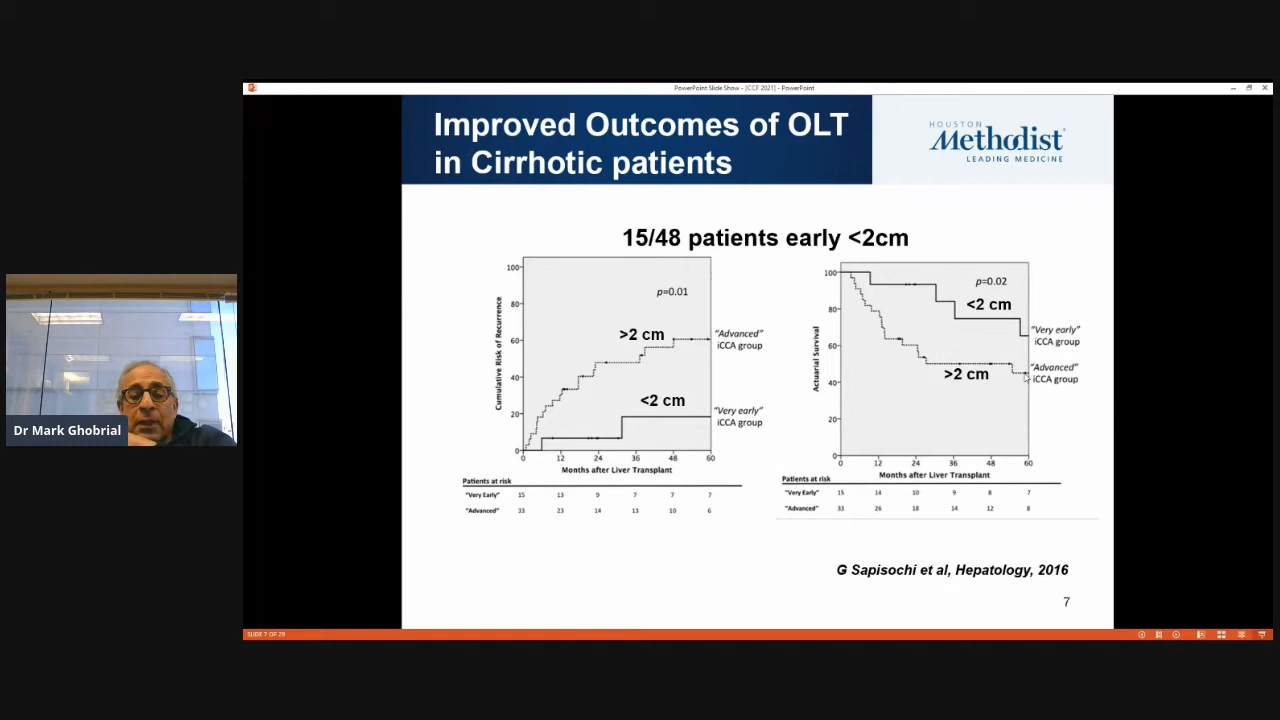 PowerPoint Slide Show - [CCF 2021] - PowerPoint
Improved Outcomes of OLT
in Cirrhotic patients
HOUSTON
Methodist
LEADING MEDICINE
15/48 patients early <2cm
Cumulative Risk of Recurrence
100
80
60
40
20
0
p=0.01
>2 cm
<2 cm
"Advanced"
iCCA group
"Very early"
iCCA group
0 12 24 36 48 60
Months after Liver Transplant
Patients at risk
"Very Early" 15 13 9 7 7 7
"Advanced" 33 23 14 13 10 6
Actuarial Survival
100
80
60
40
20
0
p=0.02
<2 cm
>2 cm
"Very early"
iCCA group
"Advanced"
iCCA group
0 12 24 36 48 60
Months after Liver Transplant
Patients at risk
"Very Early" 15 14 10 9 8 7
"Advanced" 33 26 18 14 12 8
G Sapisochi et al, Hepatology, 2016
7
Dr Mark Ghobrial
SLIDE 7 OF 29